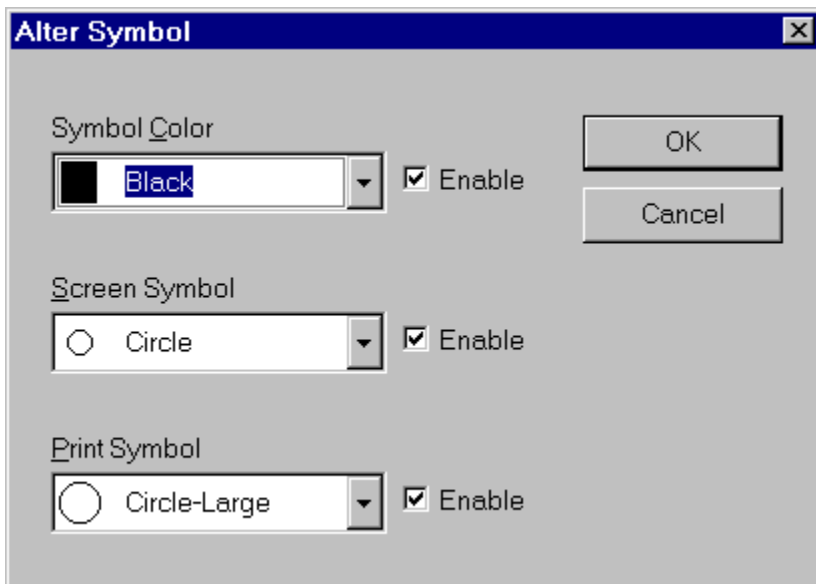 Alter Symbol
Symbol Color
Black
Enable
OK
Cancel
Screen Symbol
Circle
Enable
Print Symbol
Circle-Large
Enable